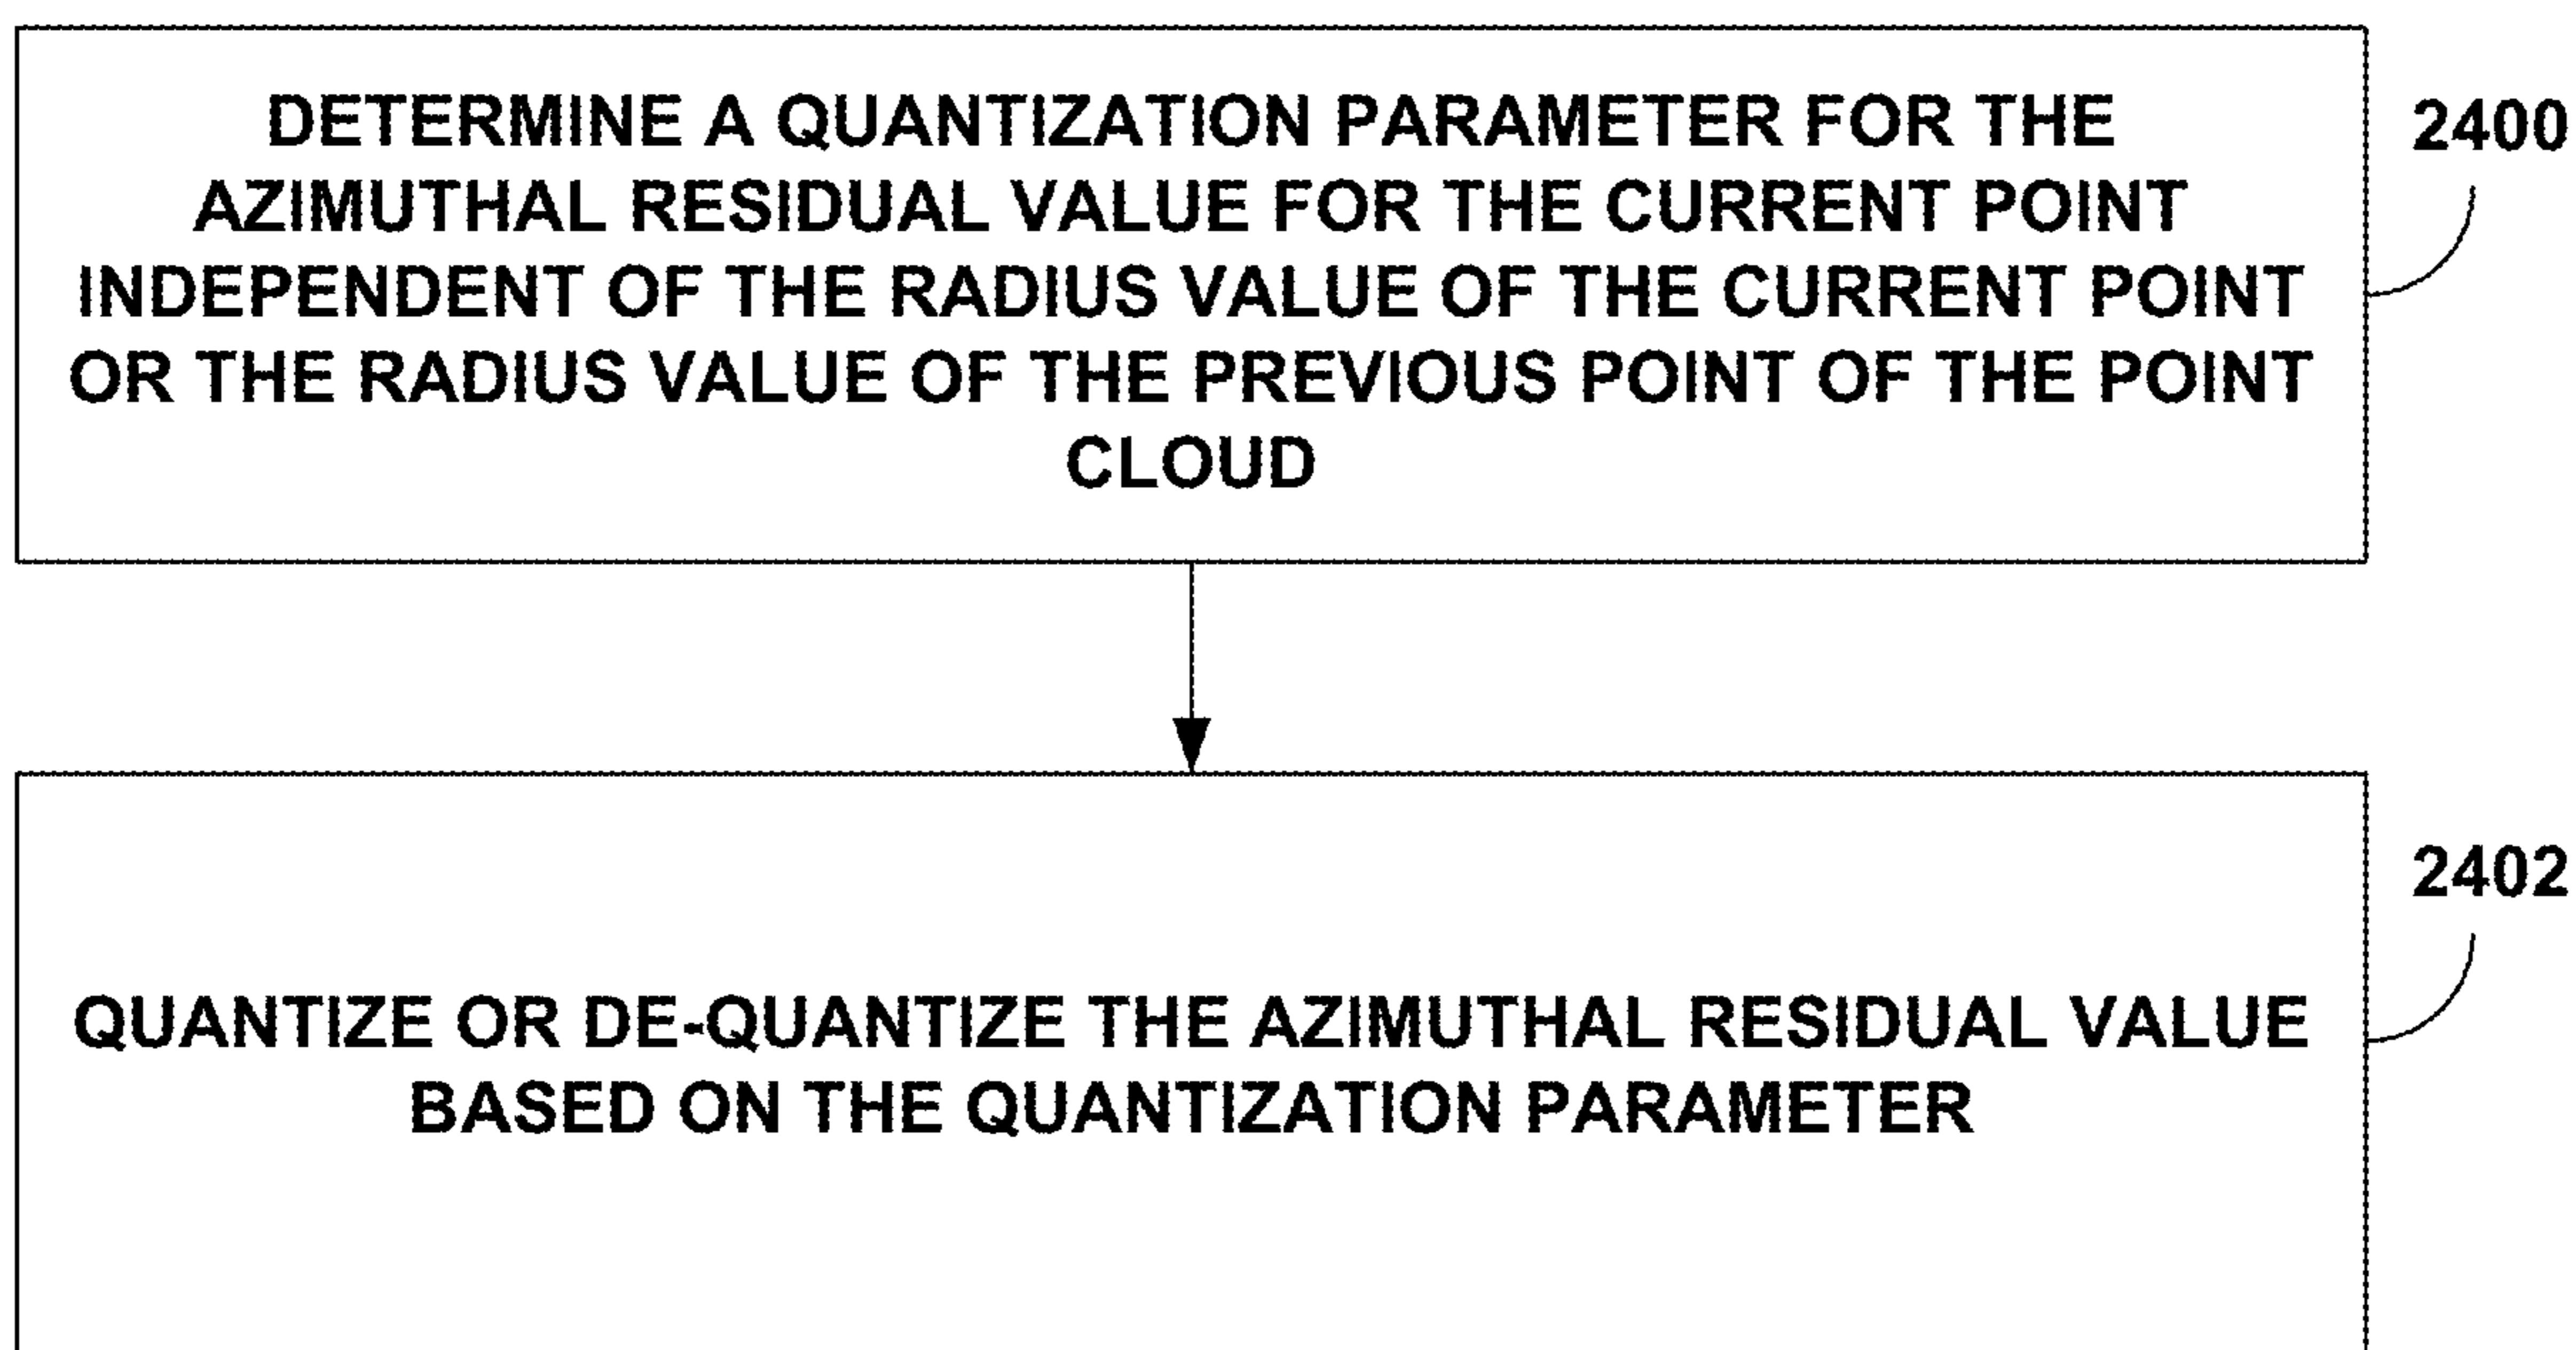 DETERMINE A QUANTIZATION PARAMETER FOR THE
AZIMUTHAL RESIDUAL VALUE FOR THE CURRENT POINT
INDEPENDENT OF THE RADIUS VALUE OF THE CURRENT POINT
OR THE RADIUS VALUE OF THE PREVIOUS POINT OF THE POINT
CLOUD
2400
QUANTIZE OR DE-QUANTIZE THE AZIMUTHAL RESIDUAL VALUE
BASED ON THE QUANTIZATION PARAMETER
2402